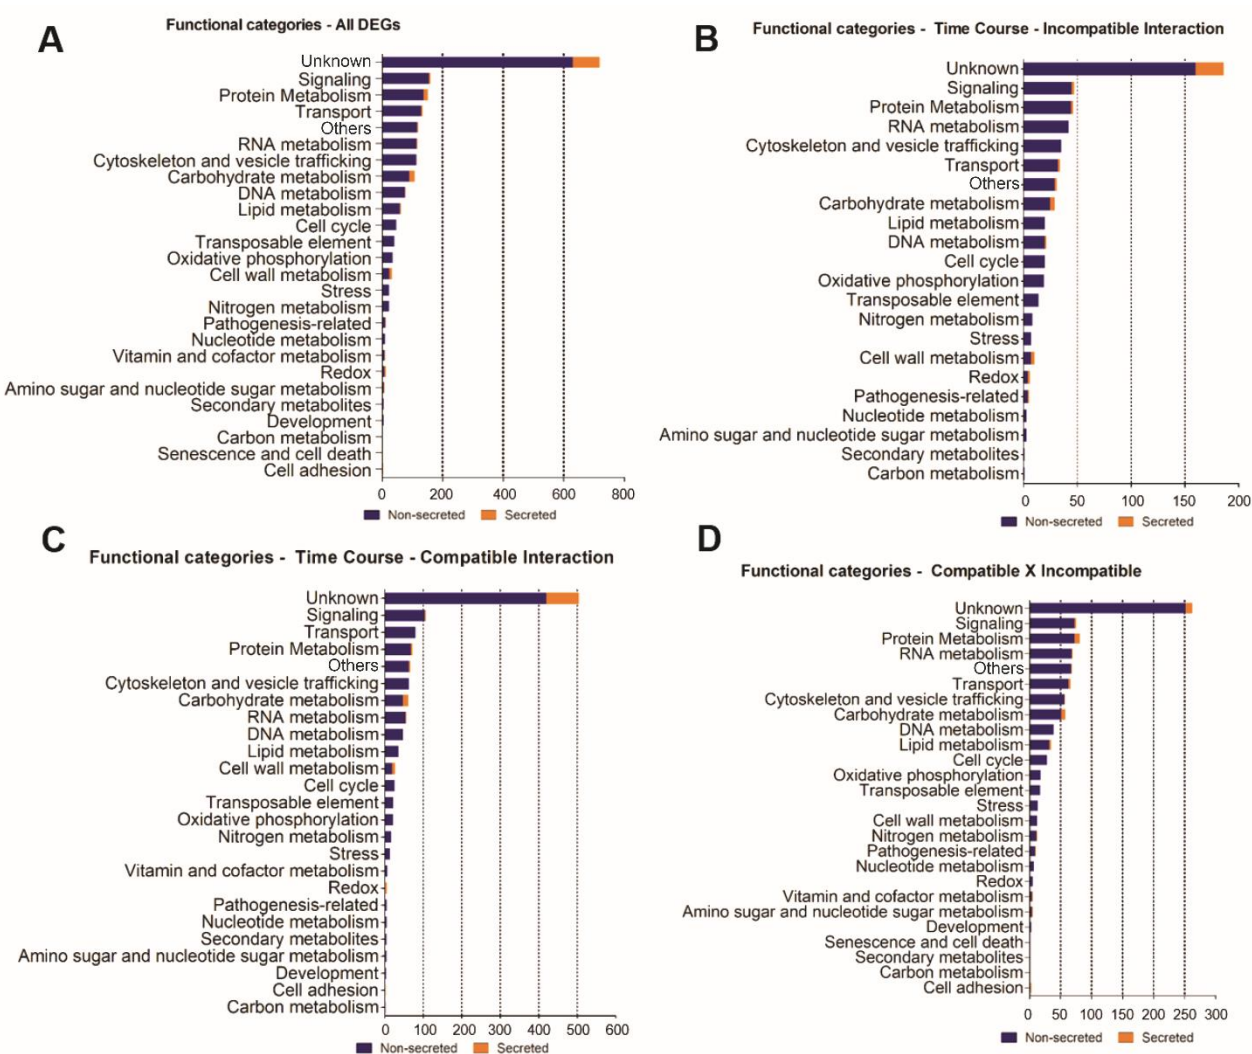 A
Functional categories - All DEGs
Unknown
Signaling
Protein Metabolism
Transport
Others
RNA metabolism
Cytoskeleton and vesicle trafficking
Carbohydrate metabolism
DNA metabolism
Lipid metabolism
Cell cycle
Transposable element
Oxidative phosphorylation
Cell wall metabolism
Stress
Nitrogen metabolism
Pathogenesis-related
Nucleotide metabolism
Vitamin and cofactor metabolism
Redox
Amino sugar and nucleotide sugar metabolism
Secondary metabolites
Development
Carbon metabolism
Senescence and cell death
Cell adhesion
0 200 400 600 800
Non-secreted Secreted
B
Functional categories - Time Course - Incompatible Interaction
Unknown
Signaling
Protein Metabolism
RNA metabolism
Cytoskeleton and vesicle trafficking
Transport
Others
Carbohydrate metabolism
Lipid metabolism
DNA metabolism
Cell cycle
Oxidative phosphorylation
Transposable element
Nitrogen metabolism
Stress
Cell wall metabolism
Redox
Pathogenesis-related
Nucleotide metabolism
Amino sugar and nucleotide sugar metabolism
Secondary metabolites
Carbon metabolism
0 50 100 150 200
Non-secreted Secreted
C
Functional categories - Time Course - Compatible Interaction
Unknown
Signaling
Transport
Protein Metabolism
Others
Cytoskeleton and vesicle trafficking
Carbohydrate metabolism
RNA metabolism
DNA metabolism
Lipid metabolism
Cell wall metabolism
Cell cycle
Transposable element
Oxidative phosphorylation
Nitrogen metabolism
Stress
Vitamin and cofactor metabolism
Redox
Pathogenesis-related
Nucleotide metabolism
Secondary metabolites
Amino sugar and nucleotide sugar metabolism
Development
Cell adhesion
Carbon metabolism
0 100 200 300 400 500 600
Non-secreted Secreted
D
Functional categories - Compatible X Incompatible
Unknown
Signaling
Protein Metabolism
RNA metabolism
Others
Transport
Cytoskeleton and vesicle trafficking
Carbohydrate metabolism
DNA metabolism
Lipid metabolism
Cell cycle
Oxidative phosphorylation
Transposable element
Stress
Cell wall metabolism
Nitrogen metabolism
Pathogenesis-related
Nucleotide metabolism
Redox
Vitamin and cofactor metabolism
Amino sugar and nucleotide sugar metabolism
Development
Senescence and cell death
Secondary metabolites
Carbon metabolism
Cell adhesion
0 50 100 150 200 250 300
Non-secreted Secreted